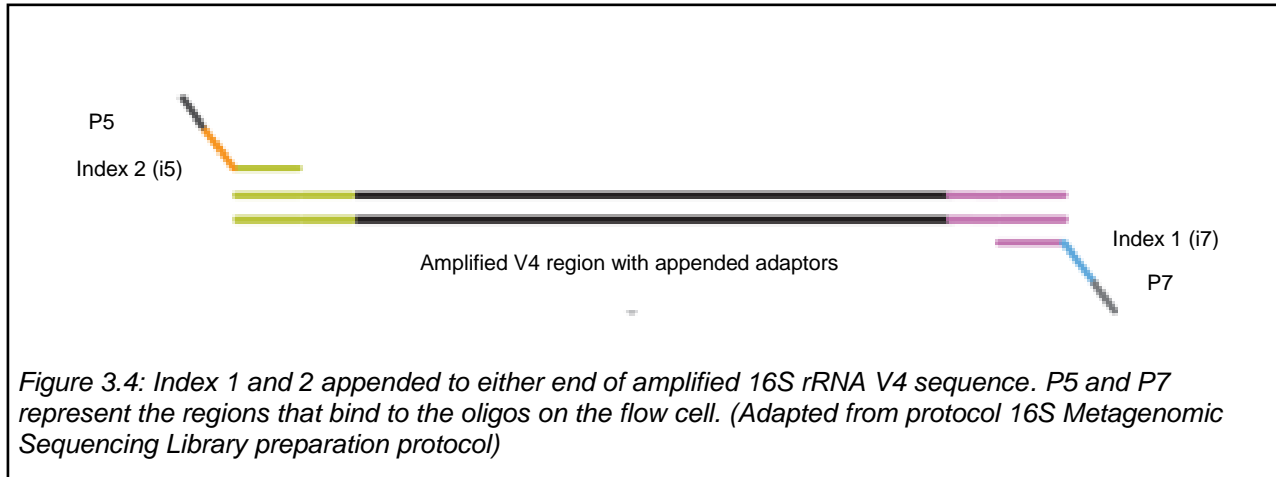 P5
Index 2 (i5)
Index 1 (i7)
Amplified V4 region with appended adaptors
P7
Figure 3.4: Index 1 and 2 appended to either end of amplified 16S rRNA V4 sequence. P5 and P7
represent the regions that bind to the oligos on the flow cell. (Adapted from protocol 16S Metagenomic
Sequencing Library preparation protocol)